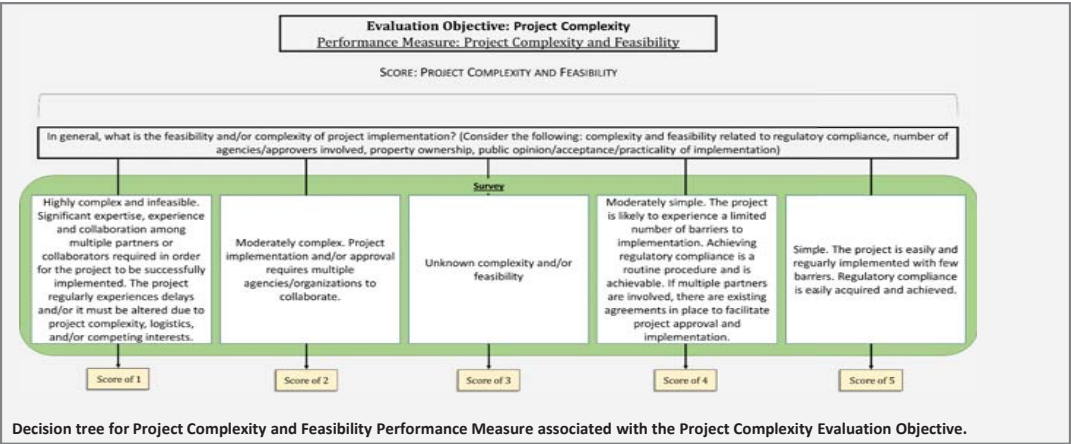 Evaluation Objective: Project Complexity
Performance Measure: Project Complexity and Feasibility
SCORE: PROJECT COMPLEXITY AND FEASIBILITY
In general, what is the feasibility and/or complexity of project implementation? (Consider the following: complexity and feasibility related to regulatory compliance, number of
agencies/approvers involved, property ownership, public opinion/acceptance/practicality of implementation)
Survey
Highly complex and infeasible.
Significant expertise, experience
and collaboration among
multiple partners or
collaborators required in order
for the project to be successfully
implemented. The project
regularly experiences delays
and/or it must be altered due to
project complexity, logistics,
and/or competing interests.
Moderately complex. Project
implementation and/or approval
requires multiple
agencies/organizations to
collaborate.
Unknown complexity and/or
feasibility
Moderately simple. The project
is likely to experience a limited
number of barriers to
implementation. Achieving
regulatory compliance is a
routine procedure and is
achievable. If multiple partners
are involved, there are existing
agreements in place to facilitate
project approval and
implementation.
Simple. The project is easily and
reguarly implemented with few
barriers. Regulatory compliance
is easily acquired and achieved.
Score of 1
Score of 2
Score of 3
Score of 4
Score of 5
Decision tree for Project Complexity and Feasibility Performance Measure associated with the Project Complexity Evaluation Objective.